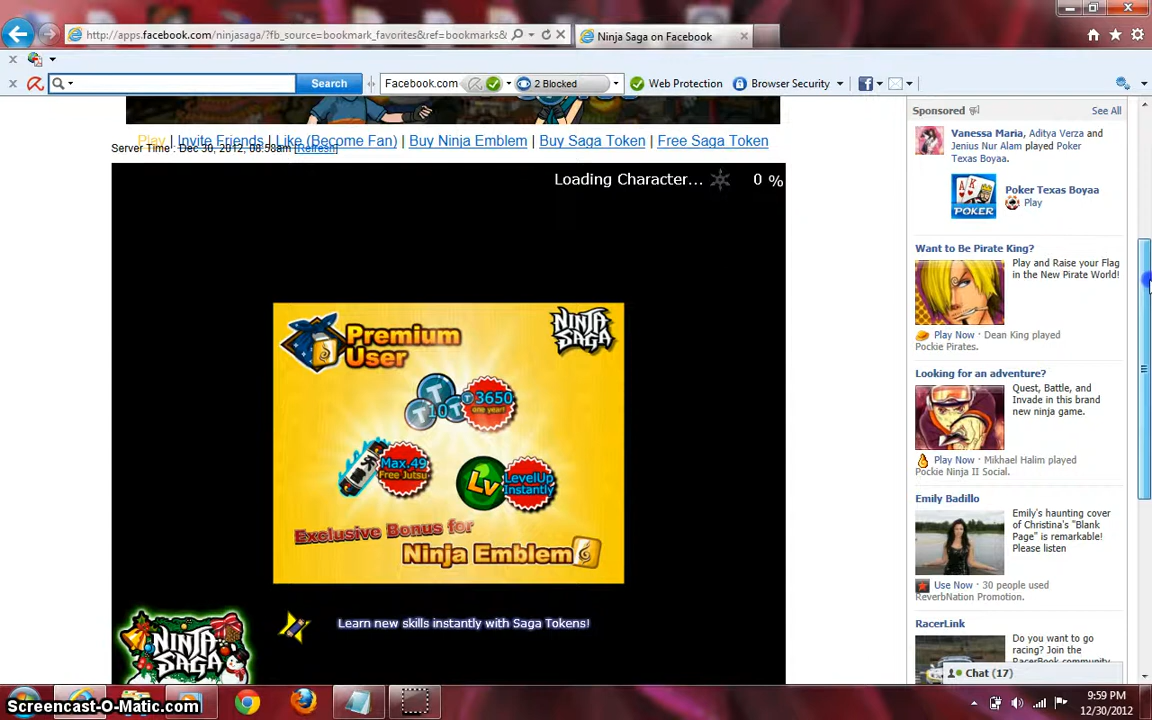 http://apps.facebook.com/ninjasaga/?fb_source=bookmark_favorites&ref=bookmarks&
Ninja Saga on Facebook
Search
Facebook.com
2 Blocked
Web Protection
Browser Security
Play | Invite Friends | Like (Become Fan) | Buy Ninja Emblem | Buy Saga Token | Free Saga Token
Server Time : Dec 30, 2012, 08:58am [Refresh]
Loading Character... 0 %
Premium
User
NINJA
SAGA
T
10
T
T 3650
one year!
Max.49
Free Jutsu
Lv
LevelUp
Instantly
Exclusive Bonus for
Ninja Emblem
NINJA
SAGA
Learn new skills instantly with Saga Tokens!
Sponsored
See All
Vanessa Maria, Aditya Verza and
Jenius Nur Alam played Poker
Texas Boyaa.
POKER
Poker Texas Boyaa
Play
Want to Be Pirate King?
Play and Raise your Flag
in the New Pirate World!
Play Now · Dean King played
Pockie Pirates.
Looking for an adventure?
Quest, Battle, and
Invade in this brand
new ninja game.
Play Now · Mikhael Halim played
Pockie Ninja II Social.
Emily Badillo
Emily's haunting cover
of Christina's "Blank
Page" is remarkable!
Please listen
Use Now · 30 people used
ReverbNation Promotion.
RacerLink
Do you want to go
racing? Join the
RacerBook community
Chat (17)
Screencast-O-Matic.com
9:59 PM
12/30/2012